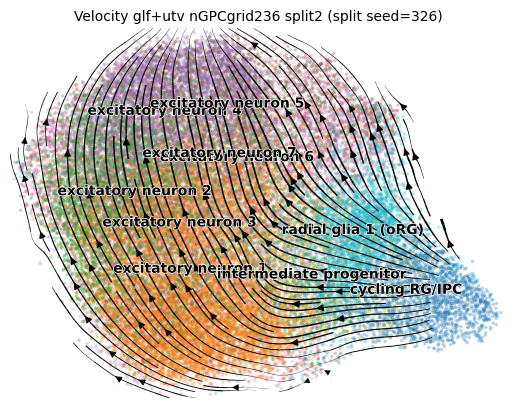 Velocity glf+utv nGPCgrid236 split2 (split seed=326)
excitatory neuron 5
excitatory neuron 4
excitatory neuron 7
excitatory neuron 6
excitatory neuron 2
excitatory neuron 3
radial glia 1 (oRG)
excitatory neuron 1
intermediate progenitor
cycling RG/IPC